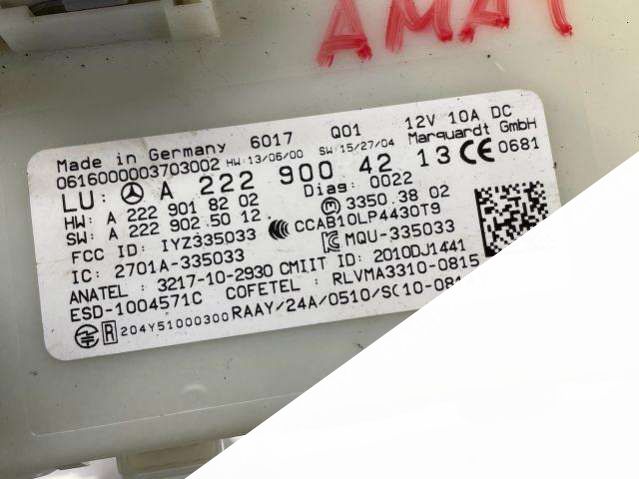 AMA
Made in Germany 6017 Q01 12V 10A DC
0616000003703002 HW:13/06/00 SW:15/27/04 Marquardt GmbH
LU: A 222 900 42 13 CE 0681
HW: A 222 901 82 02 Diag: 0022
SW: A 222 902 50 12 M 3350 38 02
FCC ID: IYZ335033 CCAB10LP4430T9
IC: 2701A-335033 MQU-335033
ANATEL : 3217-10-2930 CMIIT ID: 2010DJ1441
ESD-1004571C COFETEL : RLVMA3310-0815
R 204Y51000300 RAAY/24A/0510/S(10-08